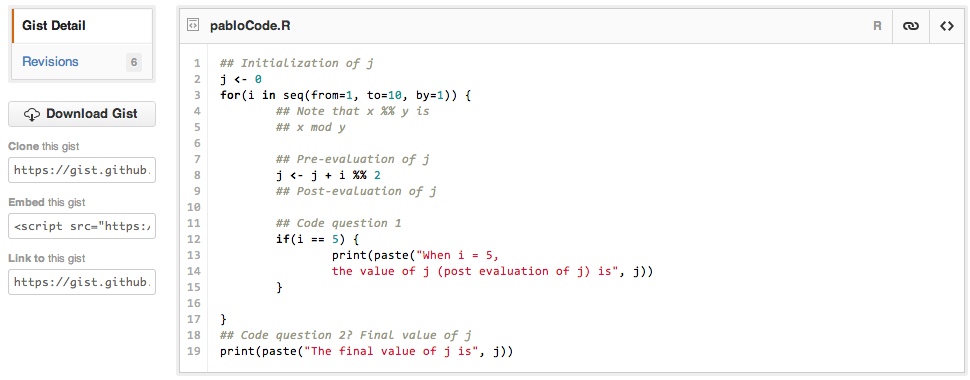 Gist Detail
Revisions 6
Download Gist
Clone this gist
https://gist.github.
Embed this gist
<script src="https:/
Link to this gist
https://gist.github.
pabloCode.R R
1 ## Initialization of j
2 j <- 0
3 for(i in seq(from=1, to=10, by=1)) {
4 ## Note that x %% y is
5 ## x mod y
6
7 ## Pre-evaluation of j
8 j <- j + i %% 2
9 ## Post-evaluation of j
10
11 ## Code question 1
12 if(i == 5) {
13 print(paste("When i = 5,
14 the value of j (post evaluation of j) is", j))
15 }
16
17 }
18 ## Code question 2? Final value of j
19 print(paste("The final value of j is", j))